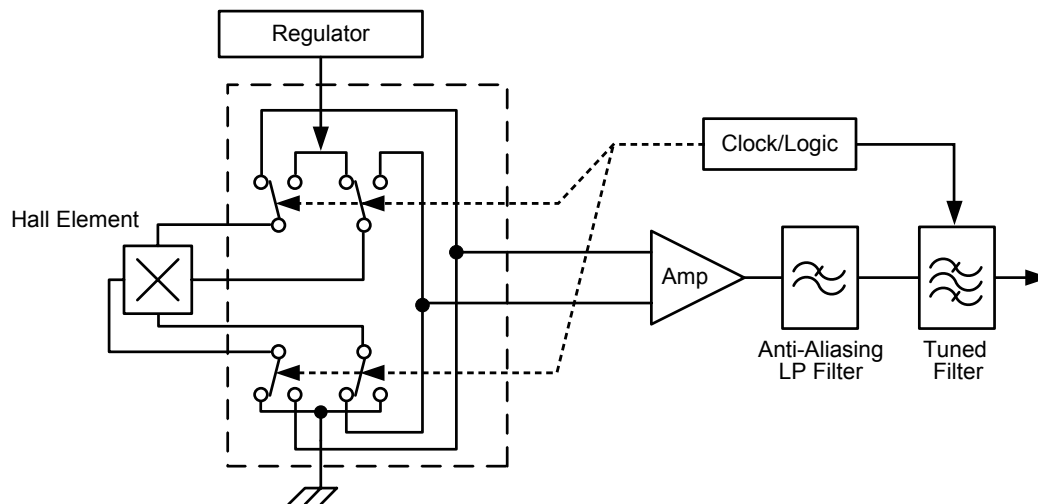 Regulator
Clock/Logic
Hall Element
Amp
Anti-Aliasing
LP Filter
Tuned
Filter